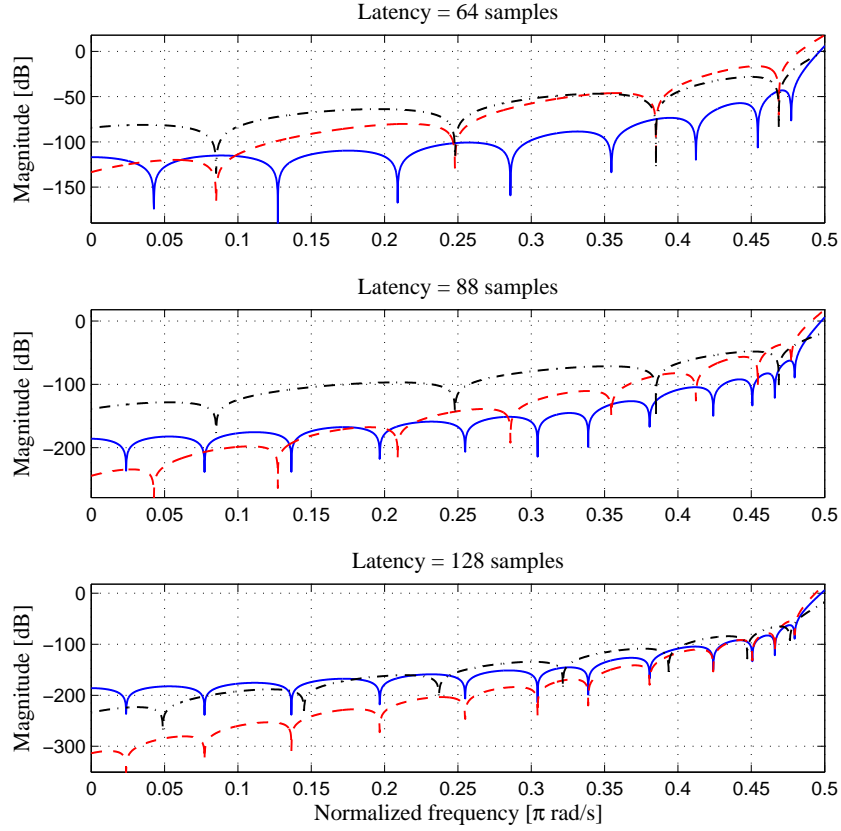 Latency = 64 samples
Magnitude [dB]
0
−50
−100
−150
0 0.05 0.1 0.15 0.2 0.25 0.3 0.35 0.4 0.45 0.5
Latency = 88 samples
Magnitude [dB]
0
−100
−200
0 0.05 0.1 0.15 0.2 0.25 0.3 0.35 0.4 0.45 0.5
Latency = 128 samples
Magnitude [dB]
0
−100
−200
−300
0 0.05 0.1 0.15 0.2 0.25 0.3 0.35 0.4 0.45 0.5
Normalized frequency [π rad/s]